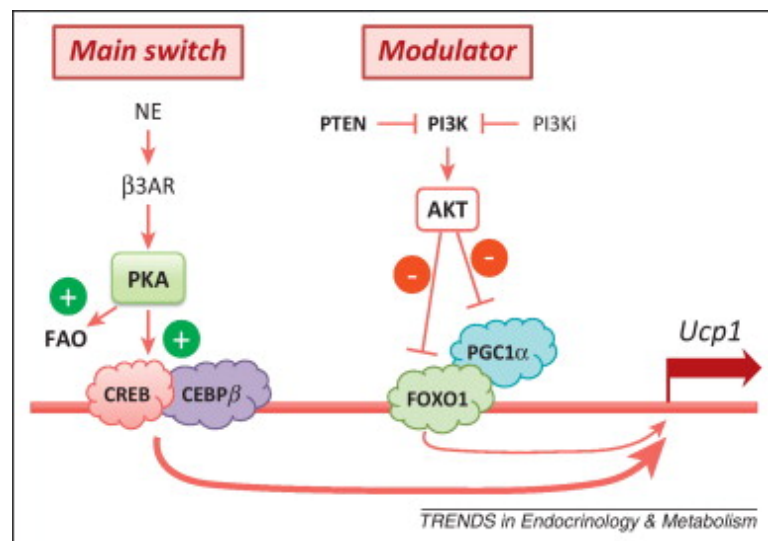 Main switch
Modulator
NE
β3AR
PKA
+
FAO
+
CREB
CEBPβ
PTEN
PI3K
PI3Ki
AKT
-
-
PGC1α
FOXO1
Ucp1
TRENDS in Endocrinology & Metabolism